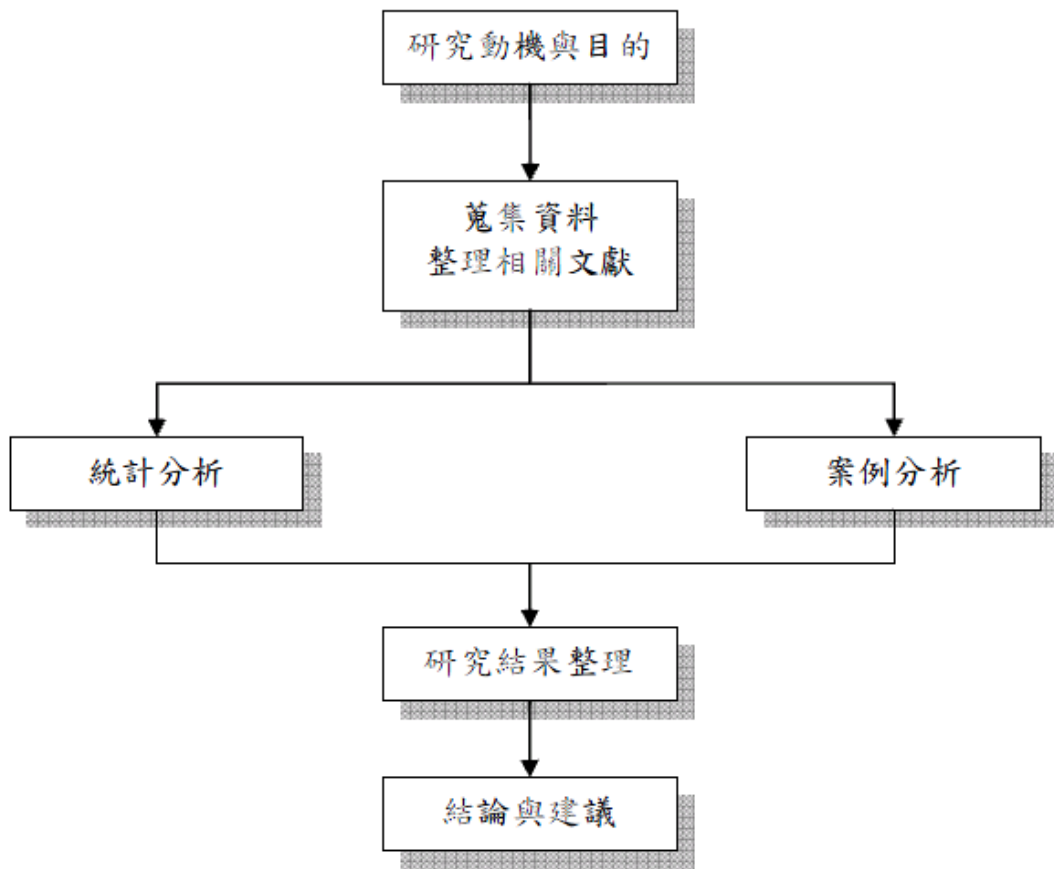 研究動機與目的
蒐集資料
整理相關文獻
統計分析
案例分析
研究結果整理
結論與建議